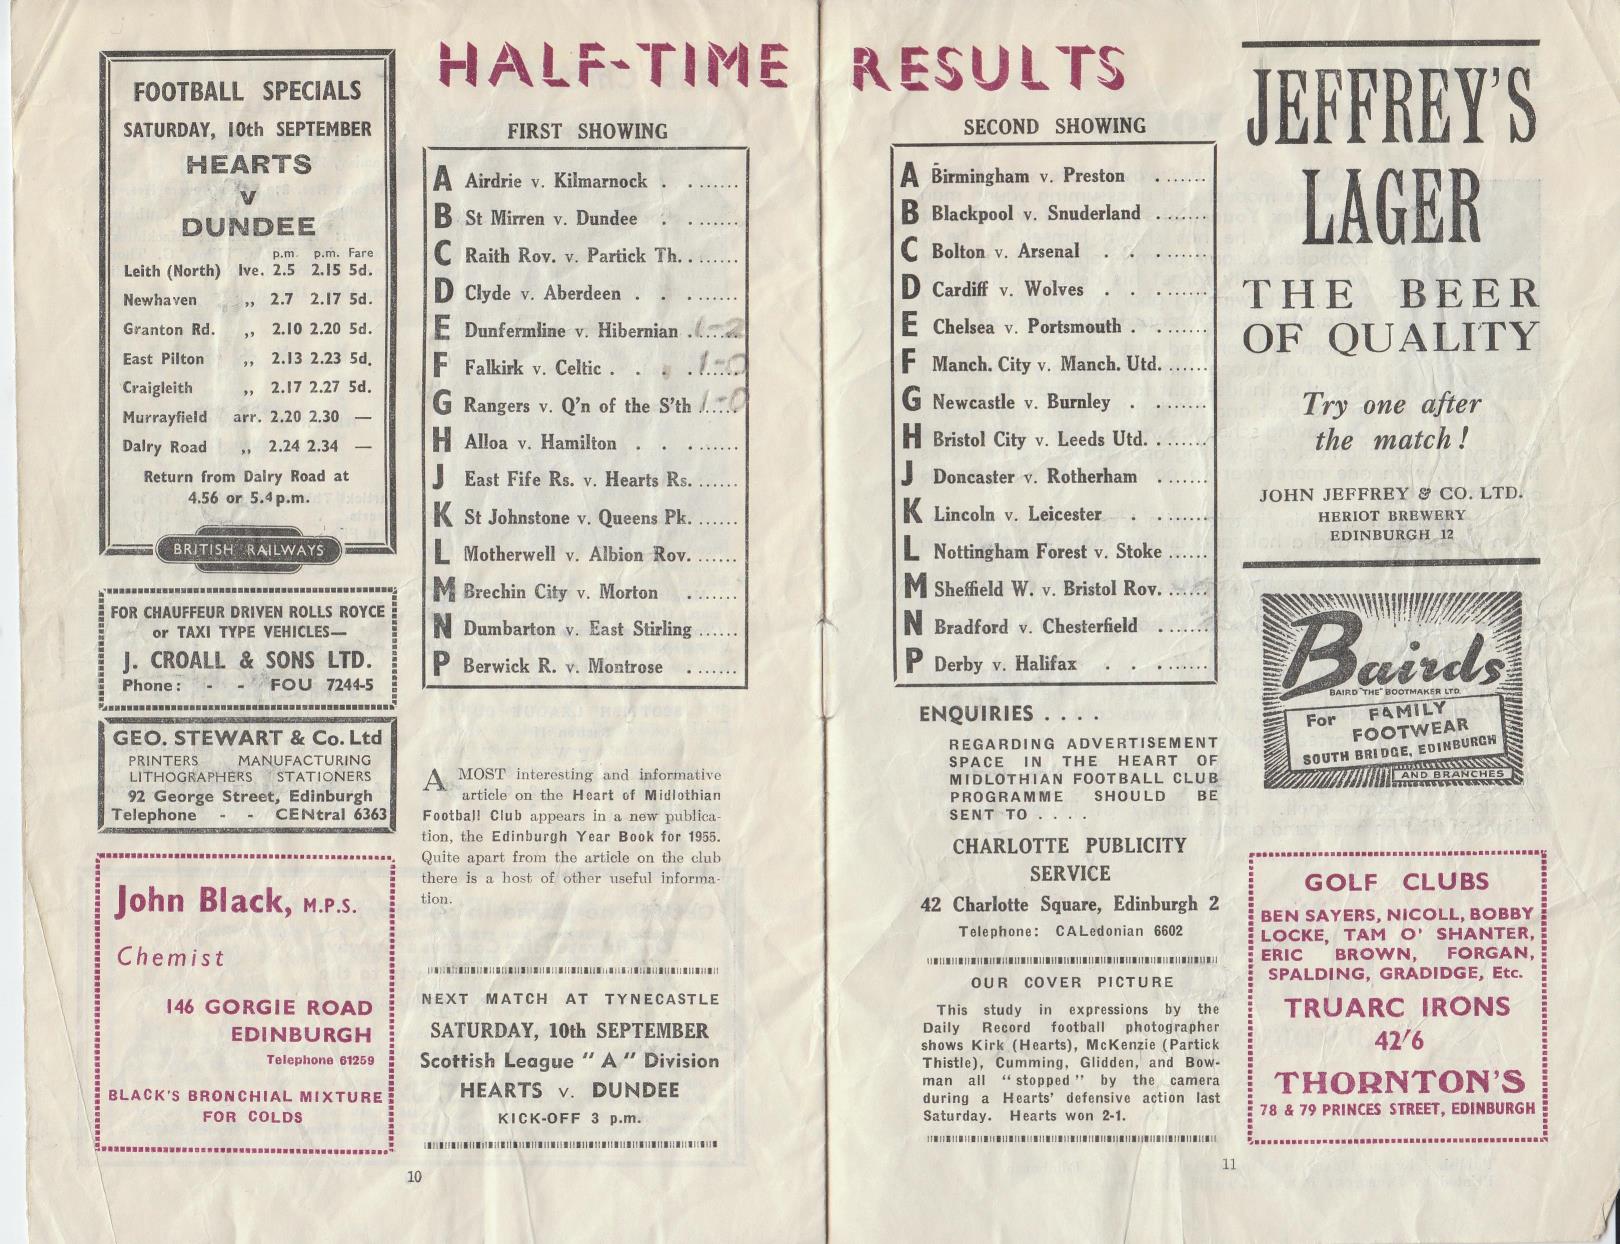 HALF-TIME RESULTS
FOOTBALL SPECIALS
SATURDAY, 10th SEPTEMBER
HEARTS
v
DUNDEE
p.m. p.m. Fare
Leith (North) lve. 2.5 2.15 5d.
Newhaven ,, 2.7 2.17 5d.
Granton Rd. ,, 2.10 2.20 5d.
East Pilton ,, 2.13 2.23 5d.
Craigleith ,, 2.17 2.27 5d.
Murrayfield arr. 2.20 2.30 —
Dalry Road ,, 2.24 2.34 —
Return from Dalry Road at
4.56 or 5.4 p.m.
BRITISH RAILWAYS
FOR CHAUFFEUR DRIVEN ROLLS ROYCE
or TAXI TYPE VEHICLES—
J. CROALL & SONS LTD.
Phone: - - FOU 7244-5
GEO. STEWART & Co. Ltd
PRINTERS MANUFACTURING
LITHOGRAPHERS STATIONERS
92 George Street, Edinburgh
Telephone - - CENtral 6363
John Black, M.P.S.
Chemist
146 GORGIE ROAD
EDINBURGH
Telephone 61259
BLACK'S BRONCHIAL MIXTURE
FOR COLDS
FIRST SHOWING
A Airdrie v. Kilmarnock . .......
B St Mirren v. Dundee . .......
C Raith Rov. v. Partick Th. .......
D Clyde v. Aberdeen . . .......
E Dunfermline v. Hibernian ....... 1-2
F Falkirk v. Celtic . . . ....... 1-0
G Rangers v. Q'n of the S'th ...... 1-0
H Alloa v. Hamilton . . .......
J East Fife Rs. v. Hearts Rs. ......
K St Johnstone v. Queens Pk. ......
L Motherwell v. Albion Rov. ......
M Brechin City v. Morton .......
N Dumbarton v. East Stirling ......
P Berwick R. v. Montrose .......
A MOST interesting and informative
article on the Heart of Midlothian
Football Club appears in a new publica-
tion, the Edinburgh Year Book for 1955.
Quite apart from the article on the club
there is a host of other useful informa-
tion.
NEXT MATCH AT TYNECASTLE
SATURDAY, 10th SEPTEMBER
Scottish League "A" Division
HEARTS v. DUNDEE
KICK-OFF 3 p.m.
10
SECOND SHOWING
A Birmingham v. Preston .......
B Blackpool v. Snuderland .......
C Bolton v. Arsenal . . .......
D Cardiff v. Wolves . . .......
E Chelsea v. Portsmouth . .......
F Manch. City v. Manch. Utd. ......
G Newcastle v. Burnley . .......
H Bristol City v. Leeds Utd. .......
J Doncaster v. Rotherham .......
K Lincoln v. Leicester . .......
L Nottingham Forest v. Stoke ......
M Sheffield W. v. Bristol Rov. ......
N Bradford v. Chesterfield .......
P Derby v. Halifax . . .......
ENQUIRIES . . . .
REGARDING ADVERTISEMENT
SPACE IN THE HEART OF
MIDLOTHIAN FOOTBALL CLUB
PROGRAMME SHOULD BE
SENT TO . . . .
CHARLOTTE PUBLICITY
SERVICE
42 Charlotte Square, Edinburgh 2
Telephone: CALedonian 6602
OUR COVER PICTURE
This study in expressions by the
Daily Record football photographer
shows Kirk (Hearts), McKenzie (Partick
Thistle), Cumming, Glidden, and Bow-
man all "stopped" by the camera
during a Hearts' defensive action last
Saturday. Hearts won 2-1.
11
JEFFREY'S
LAGER
THE BEER
OF QUALITY
Try one after
the match!
JOHN JEFFREY & CO. LTD.
HERIOT BREWERY
EDINBURGH 12
Bairds
BAIRD "THE" BOOTMAKER LTD.
For FAMILY
FOOTWEAR
SOUTH BRIDGE, EDINBURGH
AND BRANCHES
GOLF CLUBS
BEN SAYERS, NICOLL, BOBBY
LOCKE, TAM O' SHANTER,
ERIC BROWN, FORGAN,
SPALDING, GRADIDGE, Etc.
TRUARC IRONS
42/6
THORNTON'S
78 & 79 PRINCES STREET, EDINBURGH